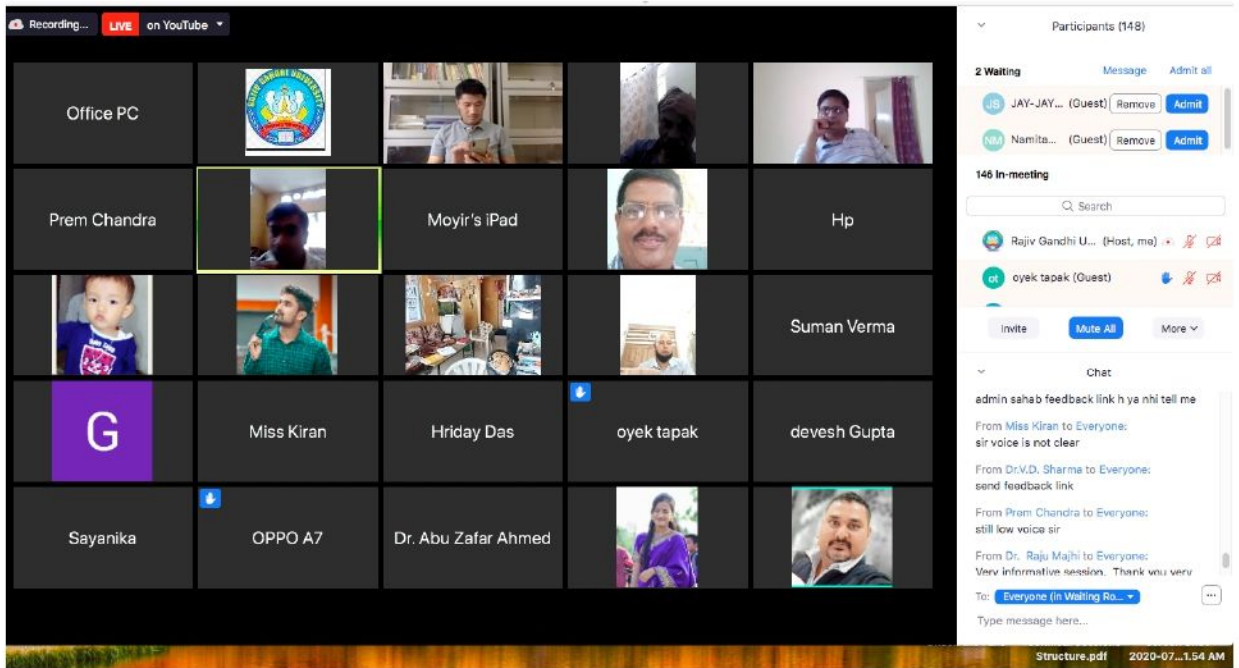 Recording...
LIVE on YouTube
Participants (148)
2 Waiting Message Admit all
JS JAY-JAY... (Guest) Remove Admit
NM Namita... (Guest) Remove Admit
146 In-meeting
Search
Rajiv Gandhi U... (Host, me)
ot oyek tapak (Guest)
Invite Mute All More
Office PC
RAJIV GANDHI UNIVERSITY
Prem Chandra
Moyir's iPad
Hp
Suman Verma
G
Miss Kiran
Hriday Das
oyek tapak
devesh Gupta
Sayanika
OPPO A7
Dr. Abu Zafar Ahmed
Chat
admin sahab feedback link h ya nhi tell me
From Miss Kiran to Everyone:
sir voice is not clear
From Dr.V.D. Sharma to Everyone:
send feedback link
From Prem Chandra to Everyone:
still low voice sir
From Dr. Raju Majhi to Everyone:
Very informative session. Thank you very
To: Everyone (in Waiting Ro...
Type message here...
Structure.pdf 2020-07...1.54 AM